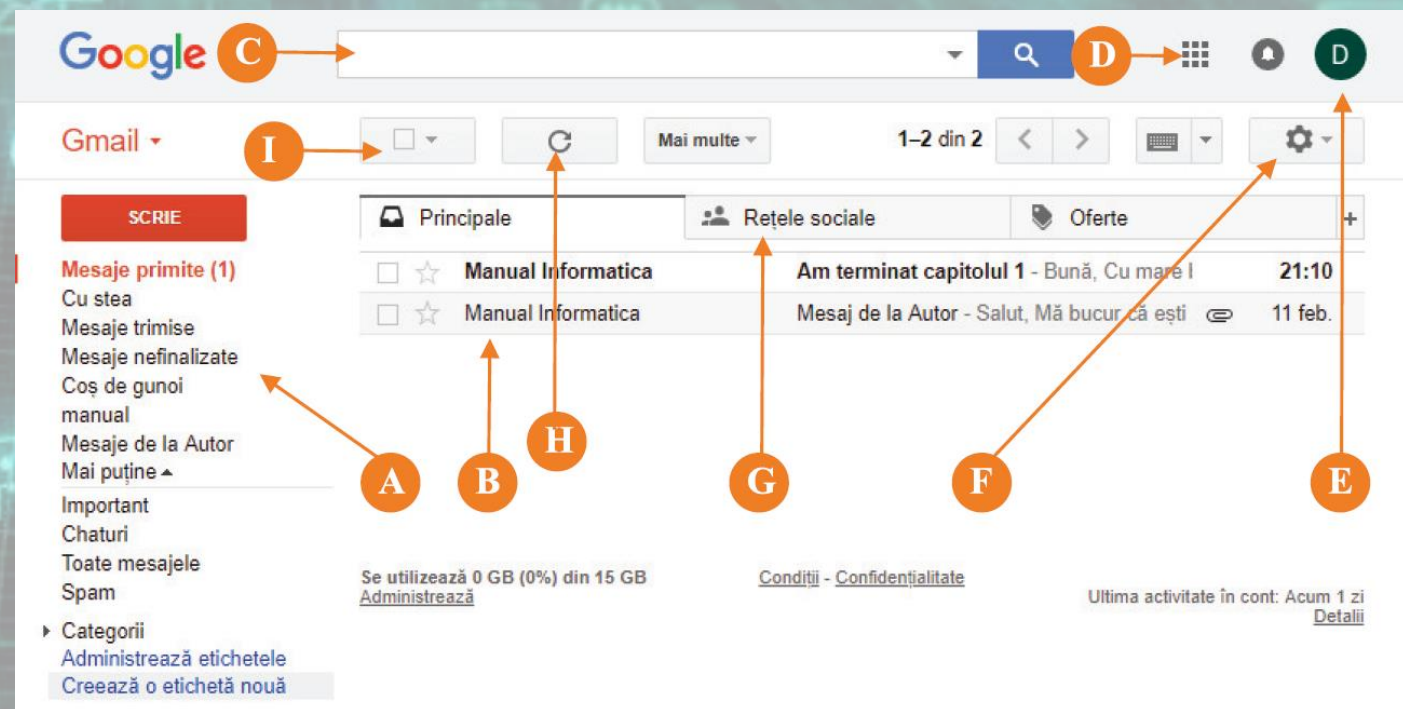 Google C D D
Gmail I Mai multe 1–2 din 2
SCRIE Principale Rețele sociale Oferte +
Mesaje primite (1) Manual Informatica Am terminat capitolul 1 - Bună, Cu mare 21:10
Cu stea Manual Informatica Mesaj de la Autor - Salut, Mă bucur că ești 11 feb.
Mesaje trimise
Mesaje nefinalizate
Coș de gunoi
manual
Mesaje de la Autor H
Mai puține A B G F E
Important
Chaturi
Toate mesajele
Se utilizează 0 GB (0%) din 15 GB Condiții - Confidențialitate
Spam Administrează Ultima activitate în cont: Acum 1 zi
Detalii
Categorii
Administrează etichetele
Creează o etichetă nouă